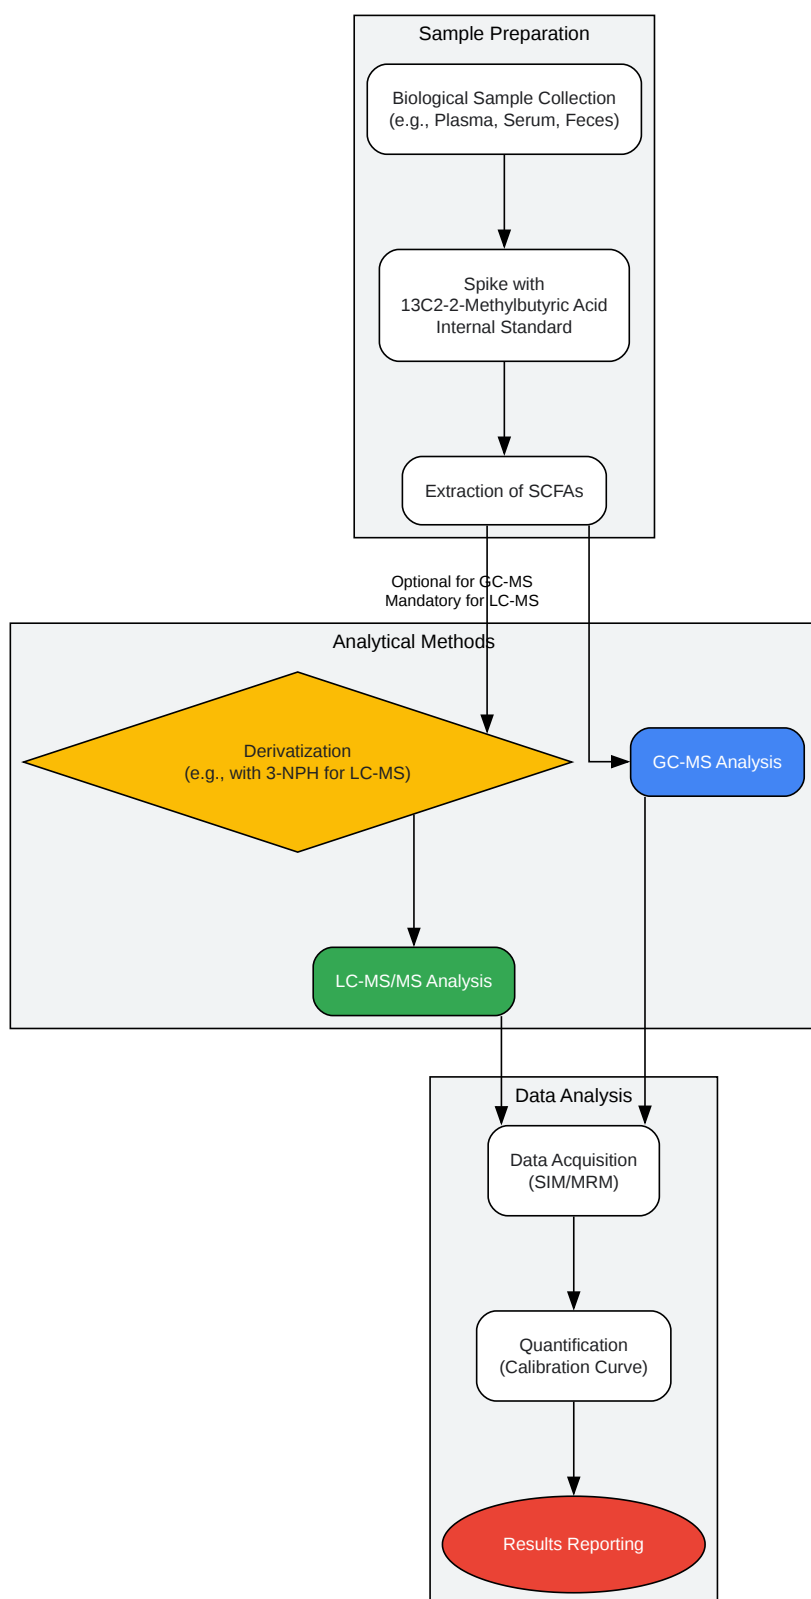 Sample Preparation
Biological Sample Collection
(e.g., Plasma, Serum, Feces)
Spike with
13C2-2-Methylbutyric Acid
Internal Standard
Extraction of SCFAs
Optional for GC-MS
Mandatory for LC-MS
Analytical Methods
Derivatization
(e.g., with 3-NPH for LC-MS)
GC-MS Analysis
LC-MS/MS Analysis
Data Analysis
Data Acquisition
(SIM/MRM)
Quantification
(Calibration Curve)
Results Reporting